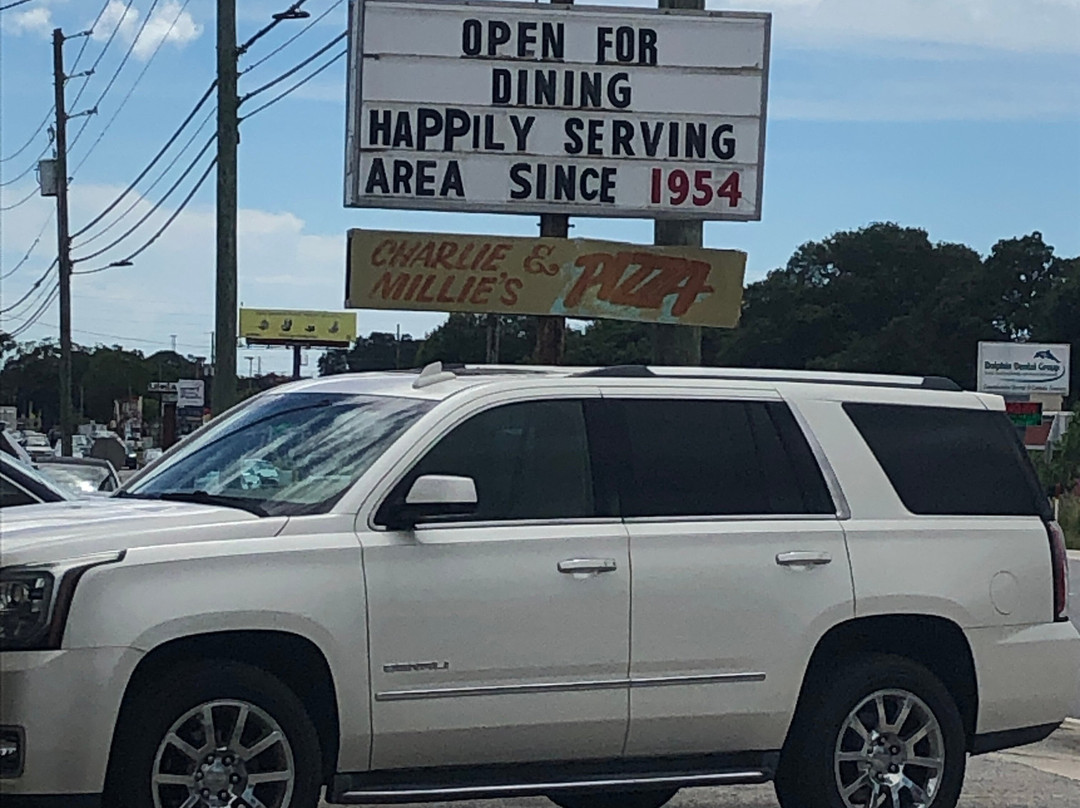 OPEN FOR
DINING
HAPPILY SERVING
AREA SINCE 1954
CHARLIE &
MILLIE'S PIZZA
Dolphin Dental Group
DENALI